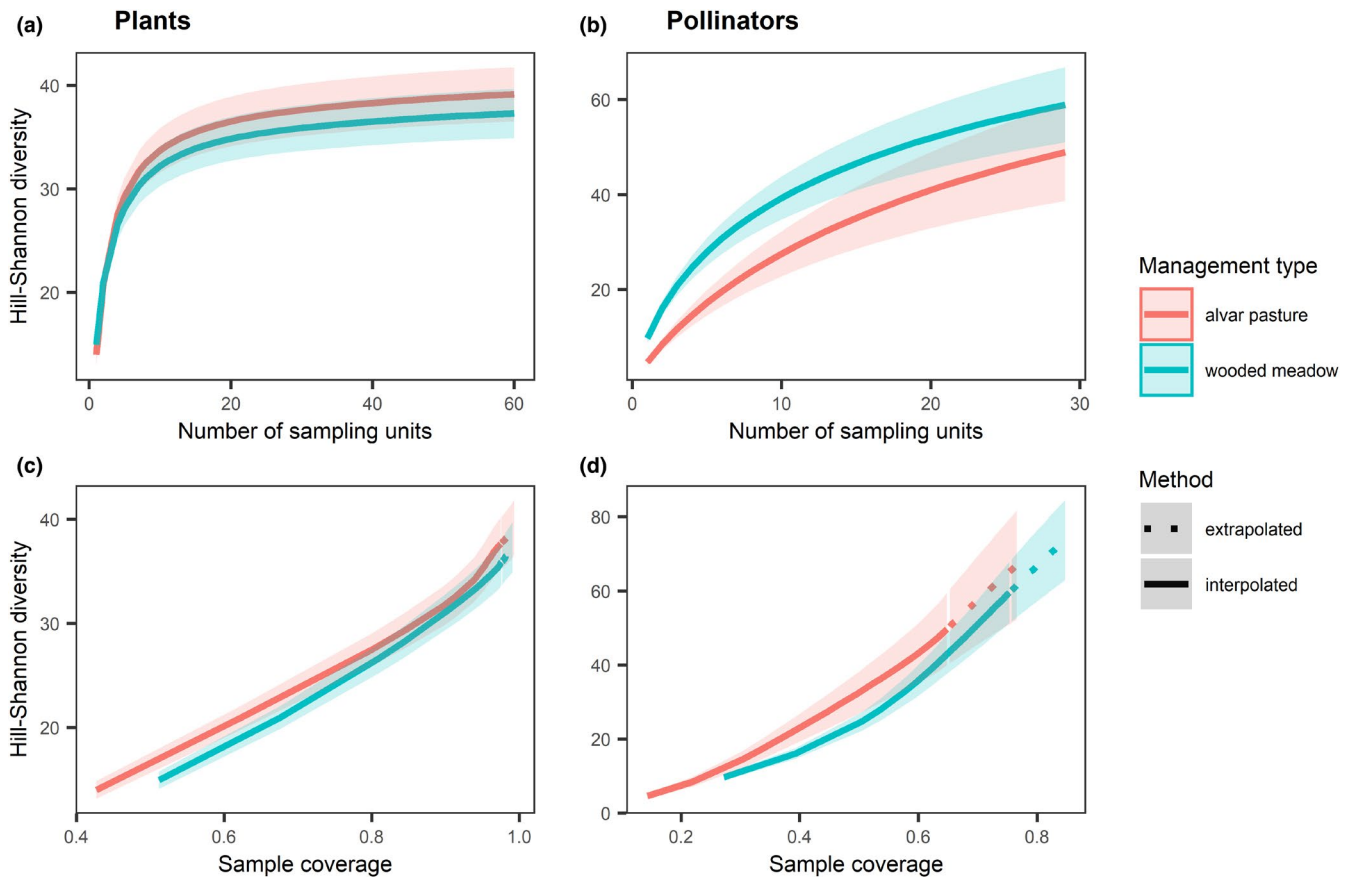 (a) Plants
(b) Pollinators
Hill-Shannon diversity
40
30
20
0 20 40 60
Number of sampling units
60
40
20
0 10 20 30
Number of sampling units
Management type
alvar pasture
wooded meadow
(c)
(d)
Hill-Shannon diversity
40
30
20
0.4 0.6 0.8 1.0
Sample coverage
80
60
40
20
0
0.2 0.4 0.6 0.8
Sample coverage
Method
extrapolated
interpolated